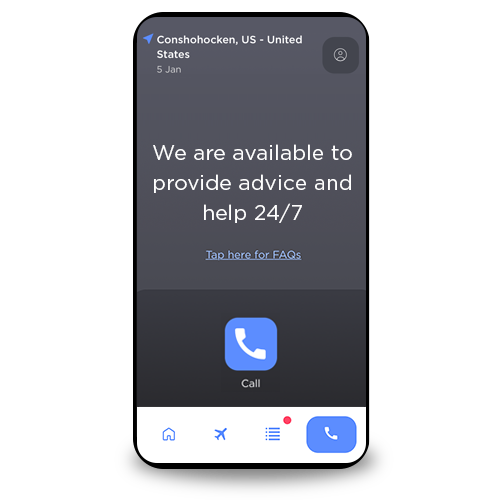 Conshohocken, US - United
States
5 Jan
We are available to
provide advice and
help 24/7
Tap here for FAQs
Call